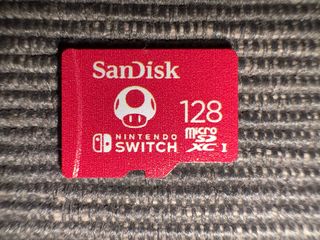 SanDisk
128
NINTENDO
SWITCH
micro
SD
XC I